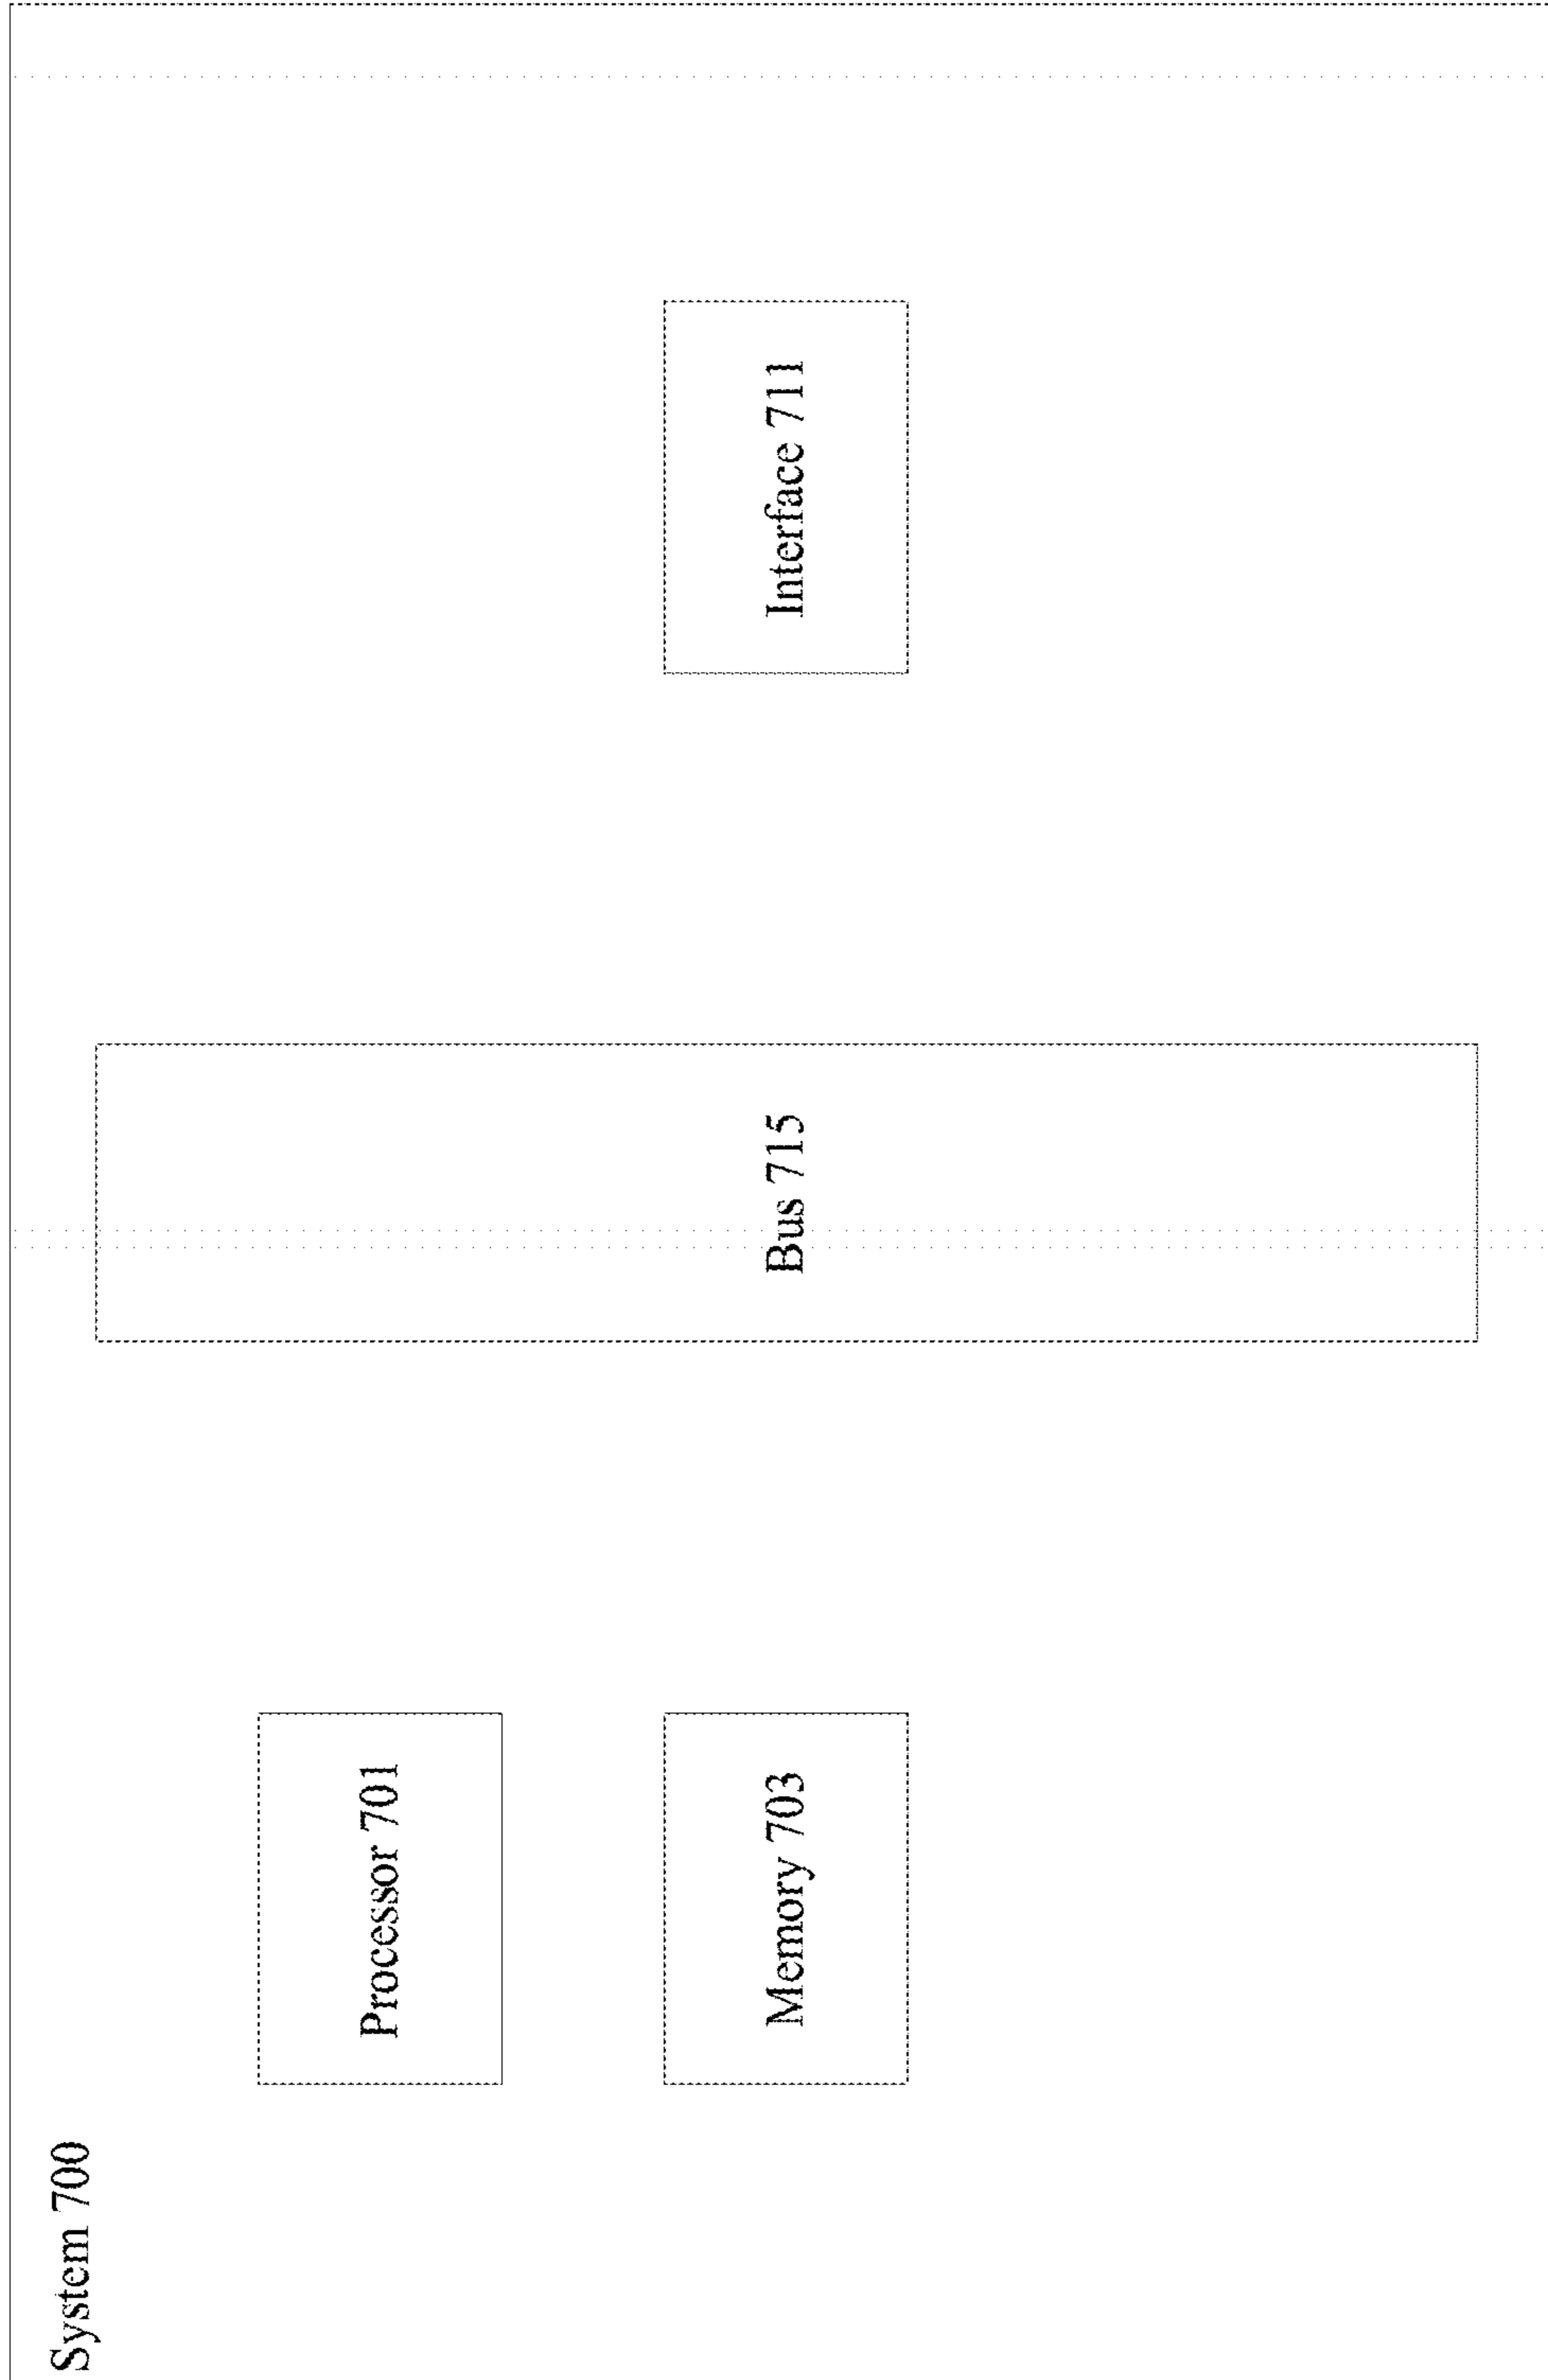 System 700
Processor 701
Memory 703
Bus 715
Interface 711